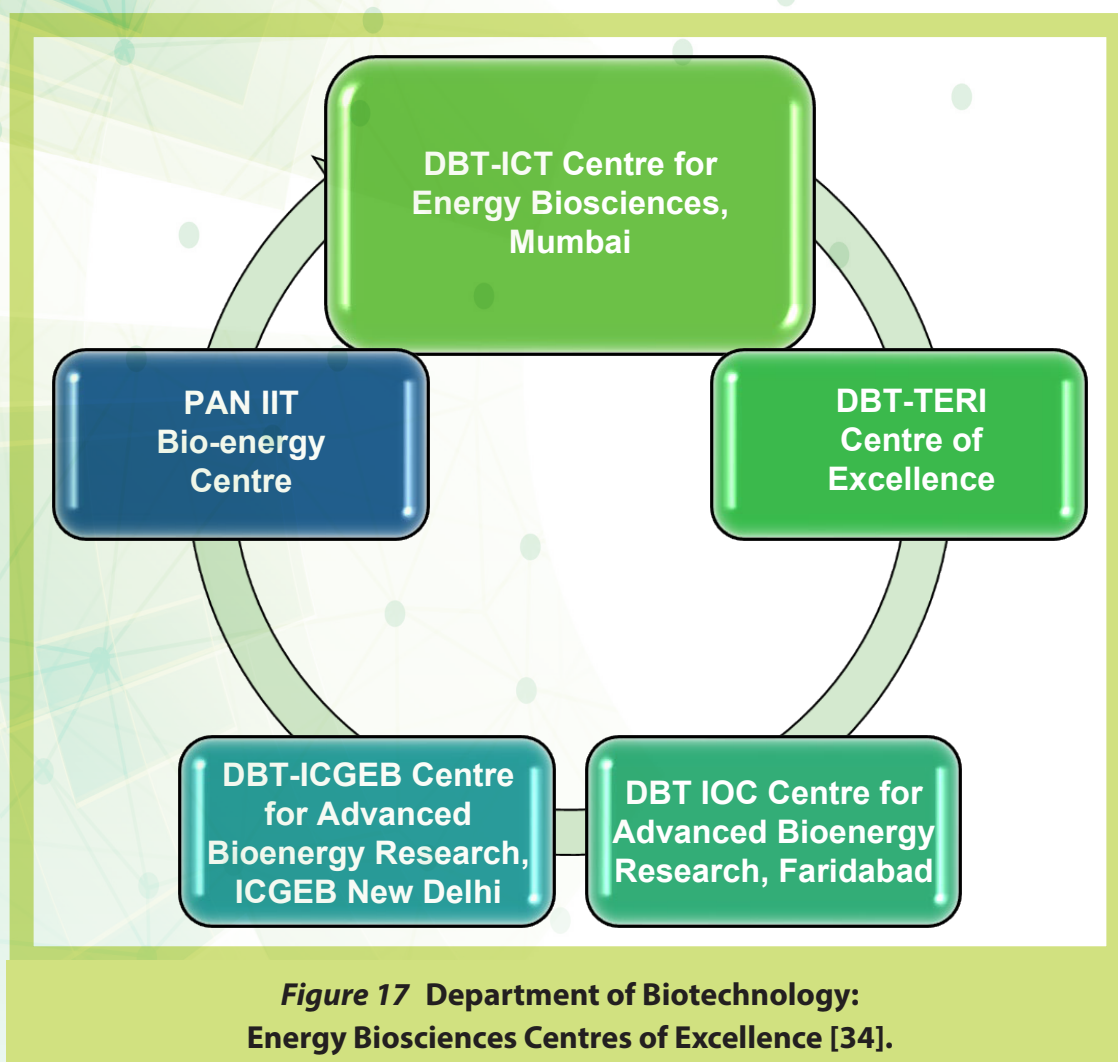 DBT-ICT Centre for
Energy Biosciences,
Mumbai
PAN IIT
Bio-energy
Centre
DBT-TERI
Centre of
Excellence
DBT-ICGEB Centre
for Advanced
Bioenergy Research,
ICGEB New Delhi
DBT IOC Centre for
Advanced Bioenergy
Research, Faridabad
Figure 17 Department of Biotechnology:
Energy Biosciences Centres of Excellence [34].